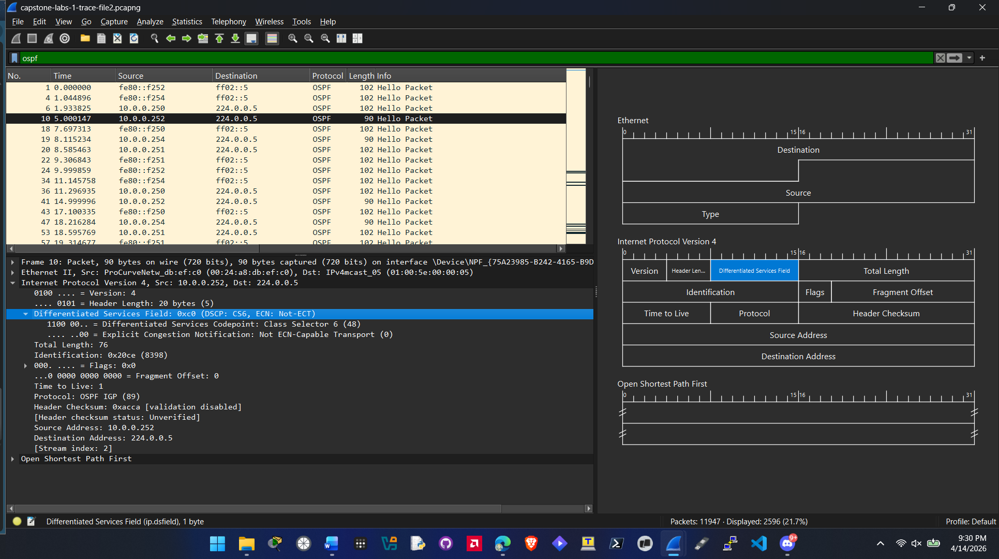 capstone-labs-1-trace-file2.pcapng
File Edit View Go Capture Analyze Statistics Telephony Wireless Tools Help
ospf
No. Time Source Destination Protocol Length Info
1 0.000000 fe80::f252 ff02::5 OSPF 102 Hello Packet
4 1.044896 fe80::f254 ff02::5 OSPF 102 Hello Packet
6 1.933825 10.0.0.250 224.0.0.5 OSPF 102 Hello Packet
10 5.000147 10.0.0.252 224.0.0.5 OSPF 90 Hello Packet
18 7.697313 fe80::f250 ff02::5 OSPF 102 Hello Packet
19 8.115234 10.0.0.254 224.0.0.5 OSPF 90 Hello Packet
20 8.585463 10.0.0.251 224.0.0.5 OSPF 102 Hello Packet
22 9.306843 fe80::f251 ff02::5 OSPF 102 Hello Packet
24 9.999859 fe80::f252 ff02::5 OSPF 102 Hello Packet
34 11.145758 fe80::f254 ff02::5 OSPF 102 Hello Packet
36 11.296935 10.0.0.250 224.0.0.5 OSPF 102 Hello Packet
41 14.999996 10.0.0.252 224.0.0.5 OSPF 90 Hello Packet
43 17.100335 fe80::f250 ff02::5 OSPF 102 Hello Packet
47 18.216284 10.0.0.254 224.0.0.5 OSPF 90 Hello Packet
53 18.595769 10.0.0.251 224.0.0.5 OSPF 102 Hello Packet
57 19.314677 fe80::f251 ff02::5 OSPF 102 Hello Packet
Frame 10: Packet, 90 bytes on wire (720 bits), 90 bytes captured (720 bits) on interface \Device\NPF_{75A23985-B242-4165-B9D
Ethernet II, Src: ProCurveNetw_db:ef:c0 (00:24:a8:db:ef:c0), Dst: IPv4mcast_05 (01:00:5e:00:00:05)
Internet Protocol Version 4, Src: 10.0.0.252, Dst: 224.0.0.5
0100 .... = Version: 4
.... 0101 = Header Length: 20 bytes (5)
Differentiated Services Field: 0xc0 (DSCP: CS6, ECN: Not-ECT)
1100 00.. = Differentiated Services Codepoint: Class Selector 6 (48)
.... ..00 = Explicit Congestion Notification: Not ECN-Capable Transport (0)
Total Length: 76
Identification: 0x20ce (8398)
000. .... = Flags: 0x0
...0 0000 0000 0000 = Fragment Offset: 0
Time to Live: 1
Protocol: OSPF IGP (89)
Header Checksum: 0xacca [validation disabled]
[Header checksum status: Unverified]
Source Address: 10.0.0.252
Destination Address: 224.0.0.5
[Stream index: 2]
Open Shortest Path First
Ethernet
0 15 16 31
Destination
Source
Type
Internet Protocol Version 4
0 15 16 31
Version Header Len... Differentiated Services Field Total Length
Identification Flags Fragment Offset
Time to Live Protocol Header Checksum
Source Address
Destination Address
Open Shortest Path First
0 15 16 31
Differentiated Services Field (ip.dsfield), 1 byte
Packets: 11947 · Displayed: 2596 (21.7%)
Profile: Default
9+
9:30 PM
4/14/2026